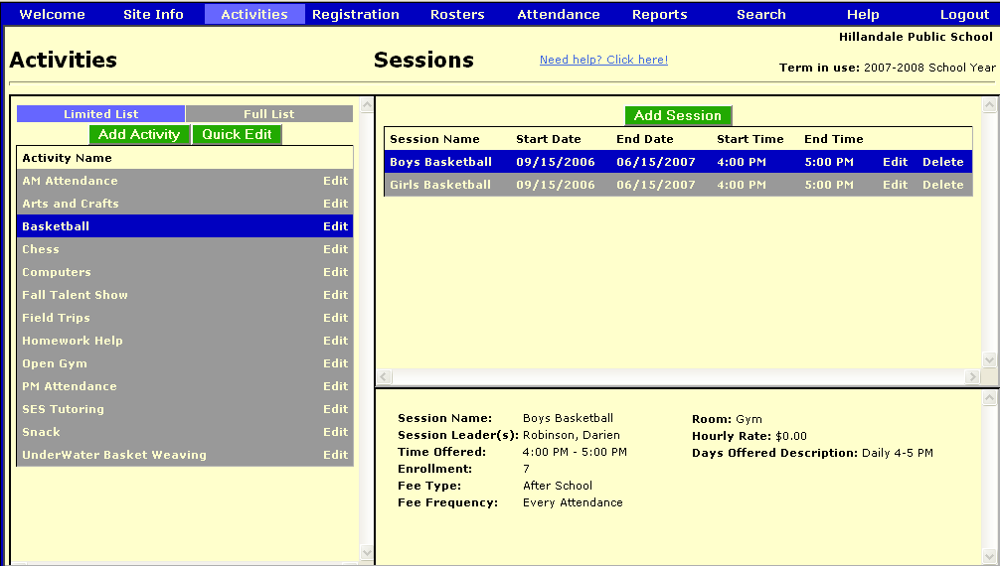 Welcome Site Info Activities Registration Rosters Attendance Reports Search Help Logout
Hillandale Public School
Activities
Sessions
Need help? Click here!
Term in use: 2007-2008 School Year
Limited List Full List
Add Activity Quick Edit
Activity Name
AM Attendance Edit
Arts and Crafts Edit
Basketball Edit
Chess Edit
Computers Edit
Fall Talent Show Edit
Field Trips Edit
Homework Help Edit
Open Gym Edit
PM Attendance Edit
SES Tutoring Edit
Snack Edit
UnderWater Basket Weaving Edit
Add Session
Session Name Start Date End Date Start Time End Time
Boys Basketball 09/15/2006 06/15/2007 4:00 PM 5:00 PM Edit Delete
Girls Basketball 09/15/2006 06/15/2007 4:00 PM 5:00 PM Edit Delete
Session Name: Boys Basketball
Session Leader(s): Robinson, Darien
Time Offered: 4:00 PM - 5:00 PM
Enrollment: 7
Fee Type: After School
Fee Frequency: Every Attendance
Room: Gym
Hourly Rate: $0.00
Days Offered Description: Daily 4-5 PM